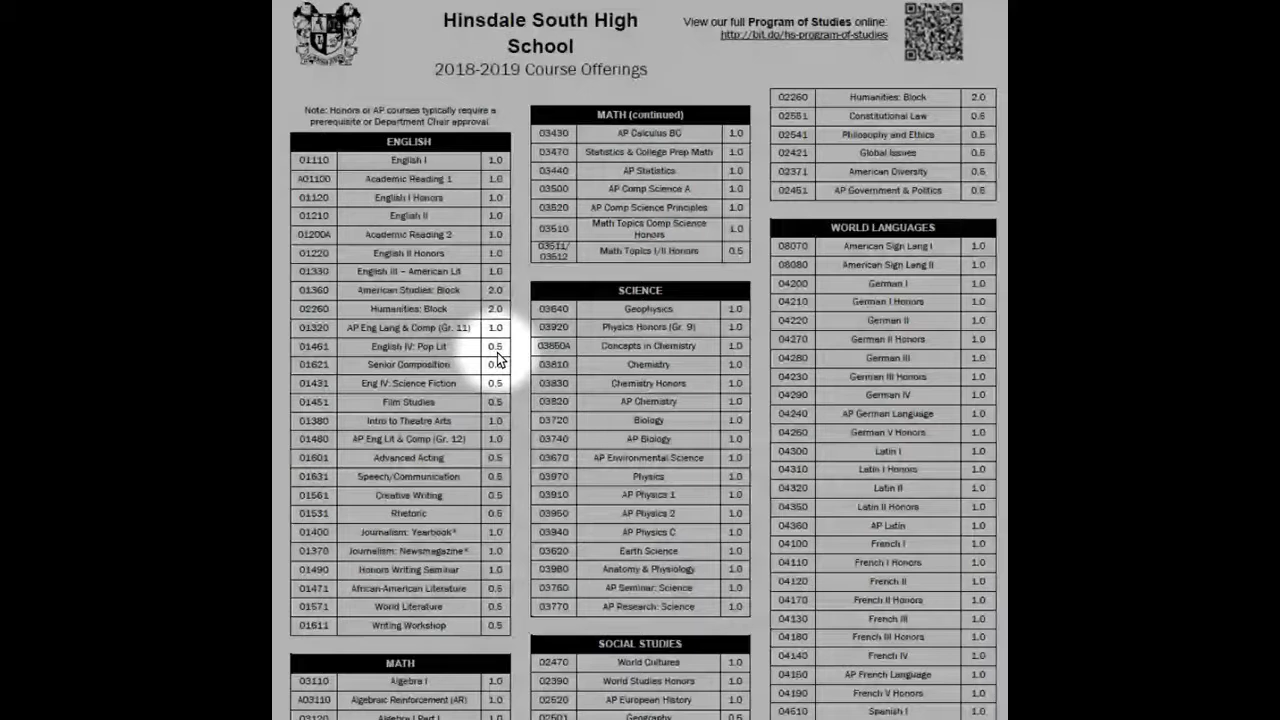 Hinsdale South High
School
2018-2019 Course Offerings
View our full Program of Studies online:
http://bit.do/hs-program-of-studies
Note: Honors or AP courses typically require a
prerequisite or Department Chair approval
ENGLISH
01110 English I 1.0
A01100 Academic Reading 1 1.0
01120 English I Honors 1.0
01210 English II 1.0
01200A Academic Reading 2 1.0
01220 English II Honors 1.0
01330 English III – American Lit 1.0
01360 American Studies: Block 2.0
02260 Humanities: Block 2.0
01320 AP Eng Lang & Comp (Gr. 11) 1.0
01461 English IV: Pop Lit 0.5
01621 Senior Composition
01431 Eng IV: Science Fiction 0.5
01451 Film Studies 0.5
01380 Intro to Theatre Arts 1.0
01480 AP Eng Lit & Comp (Gr. 12) 1.0
01601 Advanced Acting 0.5
01631 Speech/Communication 0.5
01561 Creative Writing 0.5
01531 Rhetoric 0.5
01400 Journalism: Yearbook* 1.0
01370 Journalism: Newsmagazine* 1.0
01490 Honors Writing Seminar 1.0
01471 African-American Literature 0.5
01571 World Literature 0.5
01611 Writing Workshop 0.5
MATH
03110 Algebra I 1.0
A03110 Algebraic Reinforcement (AR) 1.0
03120 Algebra I Part I 1.0
MATH (continued)
03430 AP Calculus BC 1.0
03470 Statistics & College Prep Math 1.0
03440 AP Statistics 1.0
03500 AP Comp Science A 1.0
03520 AP Comp Science Principles 1.0
03510 Math Topics Comp Science
Honors 1.0
03511/
03512 Math Topics I/II Honors 0.5
SCIENCE
03640 Geophysics 1.0
03920 Physics Honors (Gr. 9) 1.0
03850A Concepts in Chemistry 1.0
03810 Chemistry 1.0
03830 Chemistry Honors 1.0
03820 AP Chemistry 1.0
03720 Biology 1.0
03740 AP Biology 1.0
03670 AP Environmental Science 1.0
03970 Physics 1.0
03910 AP Physics 1 1.0
03950 AP Physics 2 1.0
03940 AP Physics C 1.0
03620 Earth Science 1.0
03980 Anatomy & Physiology 1.0
03760 AP Seminar: Science 1.0
03770 AP Research: Science 1.0
SOCIAL STUDIES
02470 World Cultures 1.0
02390 World Studies Honors 1.0
02520 AP European History 1.0
02501 Geography 0.5
02260 Humanities: Block 2.0
02551 Constitutional Law 0.5
02541 Philosophy and Ethics 0.5
02421 Global Issues 0.5
02371 American Diversity 0.5
02451 AP Government & Politics 0.5
WORLD LANGUAGES
08070 American Sign Lang I 1.0
08080 American Sign Lang II 1.0
04200 German I 1.0
04210 German I Honors 1.0
04220 German II 1.0
04270 German II Honors 1.0
04280 German III 1.0
04230 German III Honors 1.0
04290 German IV 1.0
04240 AP German Language 1.0
04260 German V Honors 1.0
04300 Latin I 1.0
04310 Latin I Honors 1.0
04320 Latin II 1.0
04350 Latin II Honors 1.0
04360 AP Latin 1.0
04100 French I 1.0
04110 French I Honors 1.0
04120 French II 1.0
04170 French II Honors 1.0
04130 French III 1.0
04180 French III Honors 1.0
04140 French IV 1.0
04160 AP French Language 1.0
04190 French V Honors 1.0
04510 Spanish I 1.0